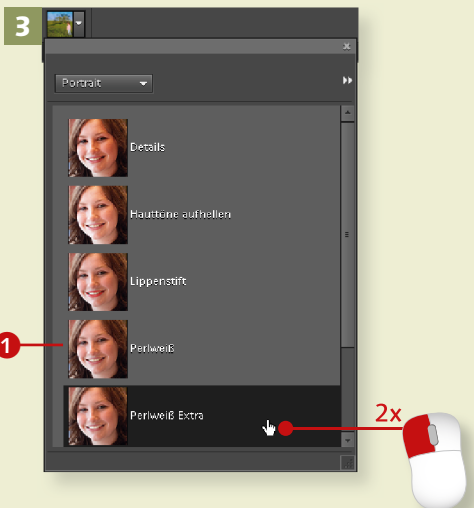 3
Portrait
Details
Hauttöne aufhellen
Lippenstift
1
Perlweiß
Perlweiß Extra
2x